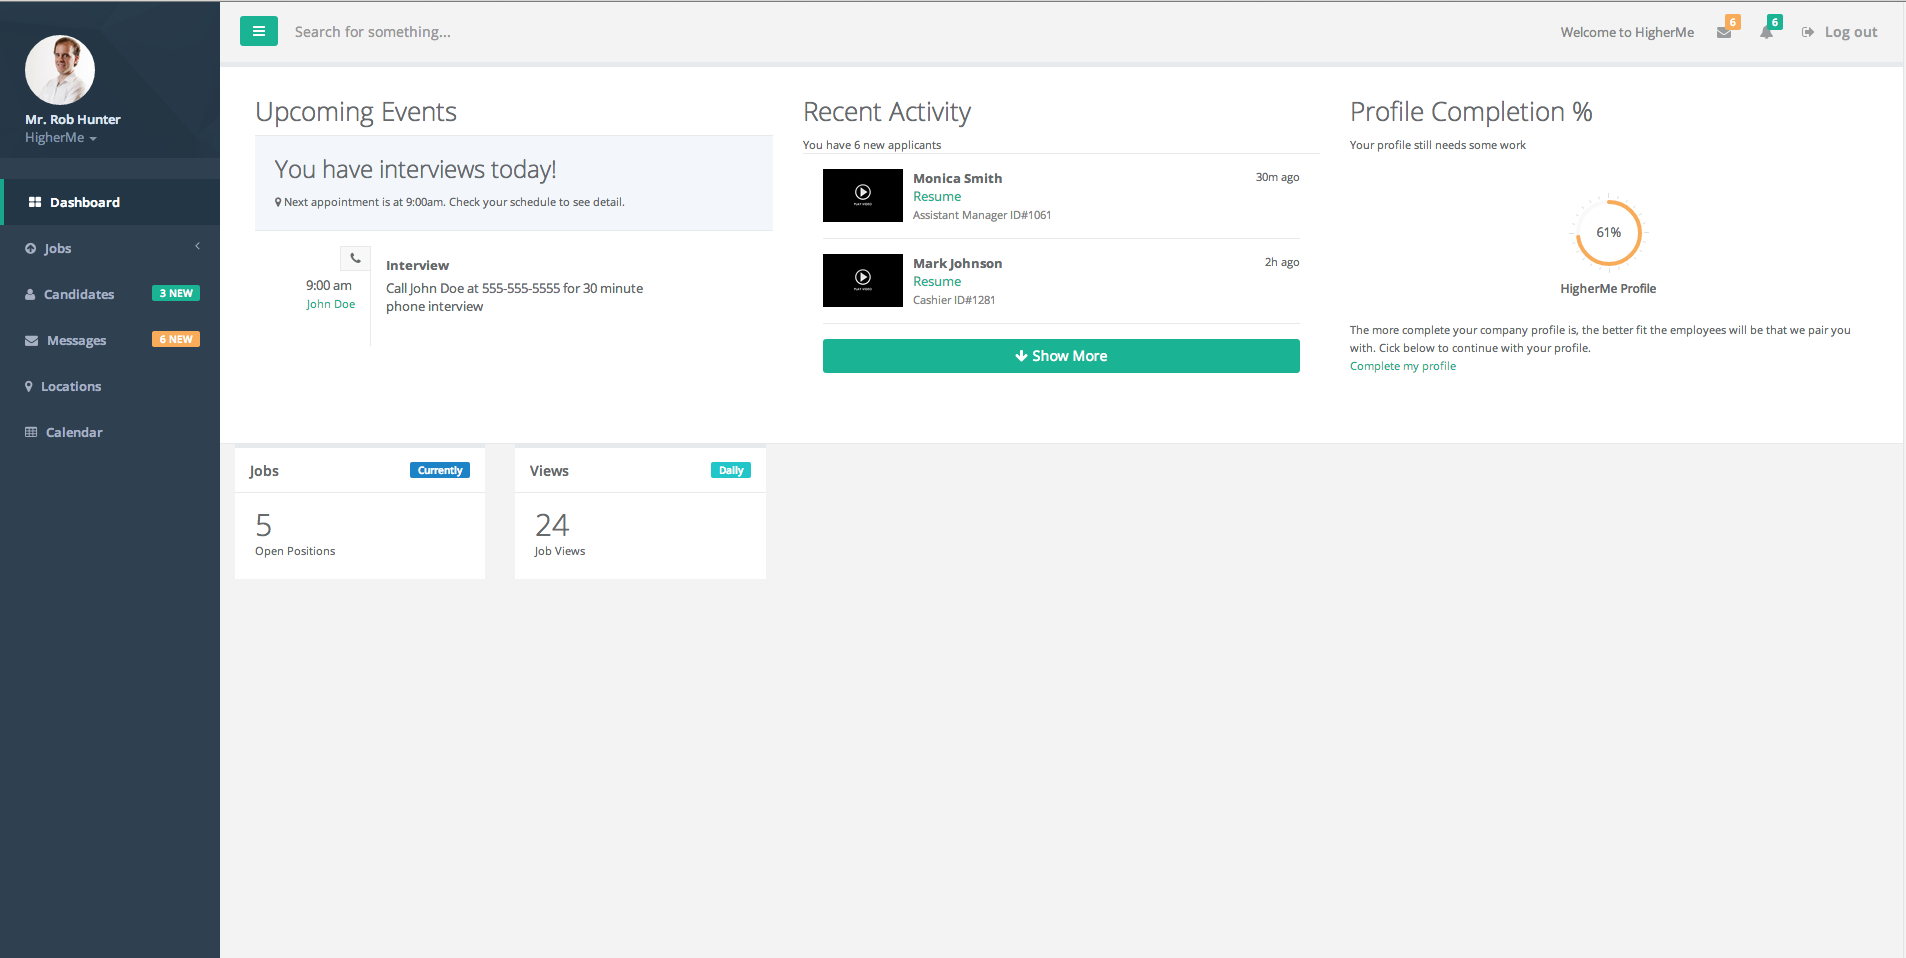 Mr. Rob Hunter
HigherMe
Dashboard
Jobs
Candidates
3 NEW
Messages
6 NEW
Locations
Calendar
Search for something...
Welcome to HigherMe
6
6
Log out
Upcoming Events
You have interviews today!
Next appointment is at 9:00am. Check your schedule to see detail.
9:00 am
John Doe
Interview
Call John Doe at 555-555-5555 for 30 minute
phone interview
Recent Activity
You have 6 new applicants
PLAY VIDEO
Monica Smith
30m ago
Resume
Assistant Manager ID#1061
PLAY VIDEO
Mark Johnson
2h ago
Resume
Cashier ID#1281
Show More
Profile Completion %
Your profile still needs some work
61%
HigherMe Profile
The more complete your company profile is, the better fit the employees will be that we pair you
with. Cick below to continue with your profile.
Complete my profile
Jobs
Currently
5
Open Positions
Views
Daily
24
Job Views